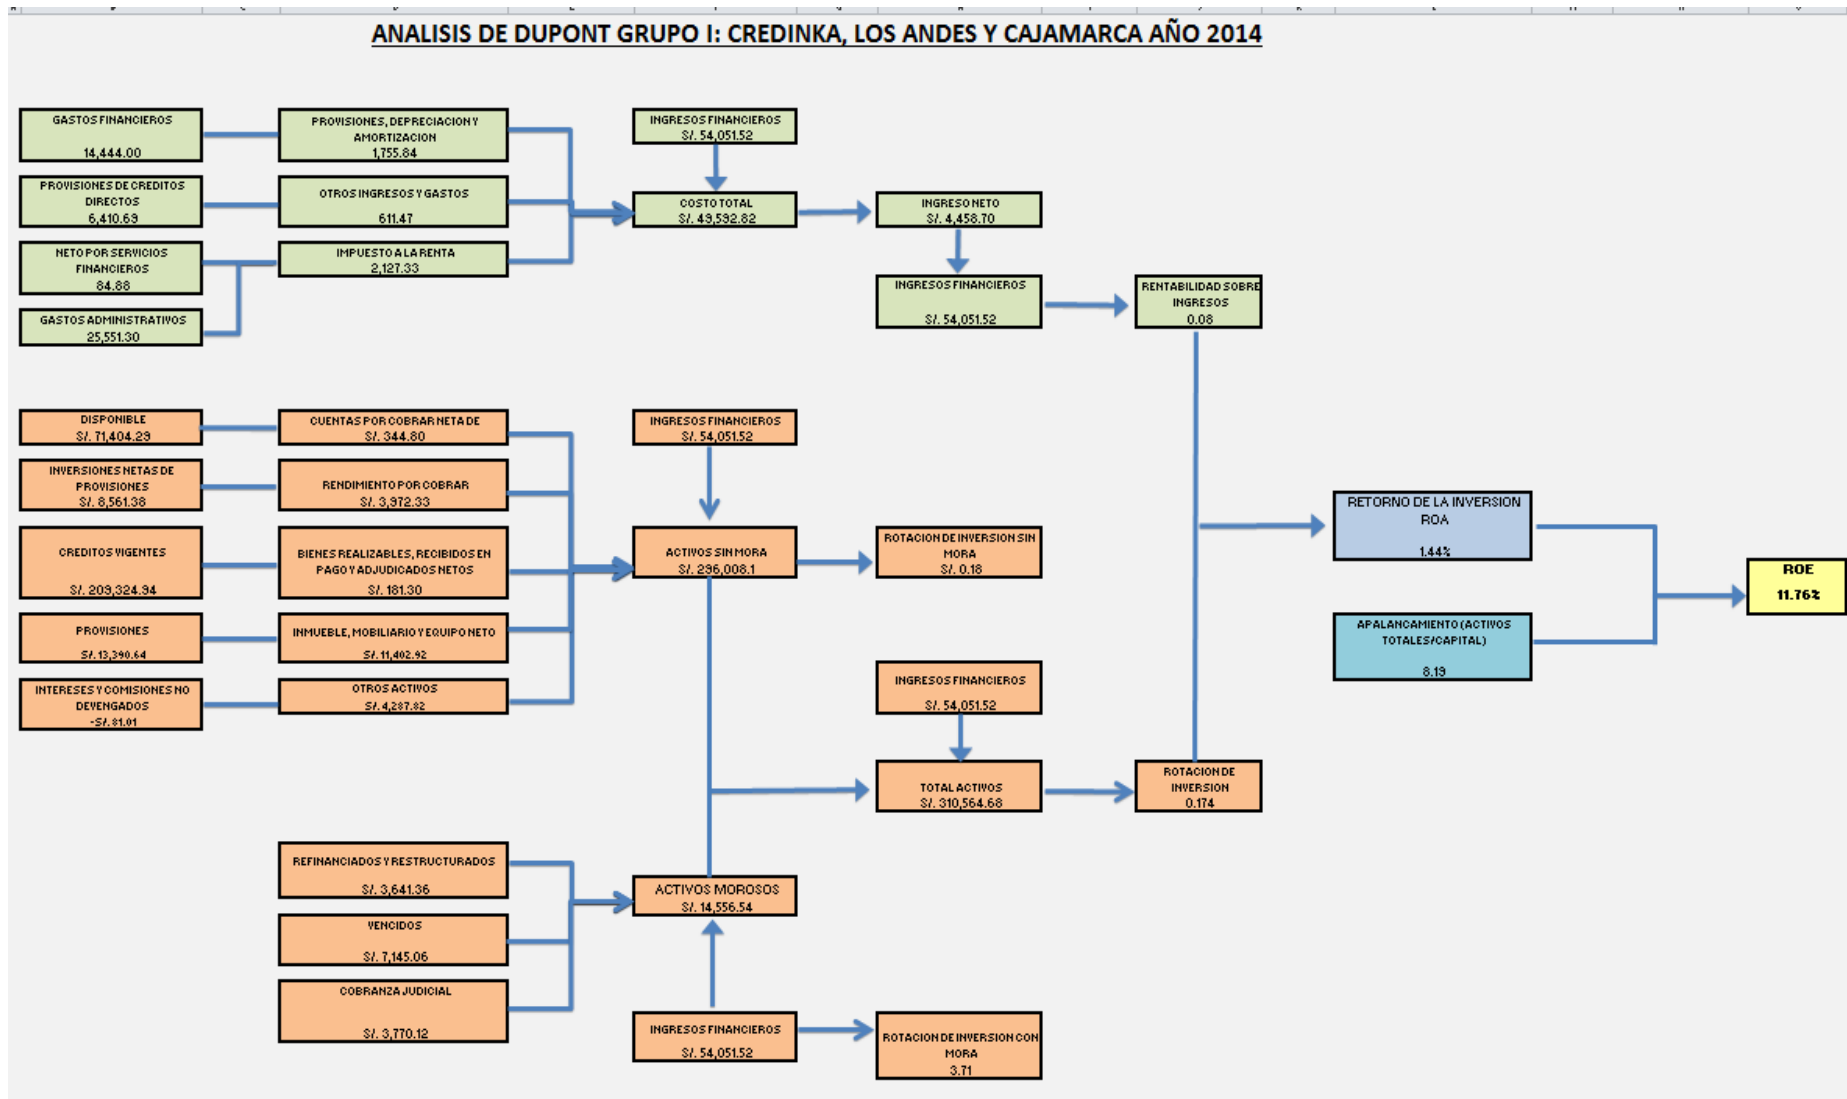 ANALISIS DE DUPONT GRUPO I: CREDINKA, LOS ANDES Y CAJAMARCA AÑO 2014
GASTOS FINANCIEROS
14,444.00
PROVISIONES, DEPRECIACION Y
AMORTIZACION
1,755.84
INGRESOS FINANCIEROS
S/. 54,051.52
PROVISIONES DE CREDITOS
DIRECTOS
6,410.69
OTROS INGRESOS Y GASTOS
611.47
COSTO TOTAL
S/. 49,592.82
INGRESO NETO
S/. 4,458.70
NETO POR SERVICIOS
FINANCIEROS
84.88
IMPUESTO A LA RENTA
2,127.33
GASTOS ADMINISTRATIVOS
25,551.30
INGRESOS FINANCIEROS
S/. 54,051.52
RENTABILIDAD SOBRE
INGRESOS
0.08
DISPONIBLE
S/. 71,404.29
CUENTAS POR COBRAR NETA DE
S/. 344.80
INGRESOS FINANCIEROS
S/. 54,051.52
INVERSIONES NETAS DE
PROVISIONES
S/. 8,561.38
RENDIMIENTO POR COBRAR
S/. 3,972.33
CREDITOS VIGENTES
S/. 209,324.94
BIENES REALIZABLES, RECIBIDOS EN
PAGO Y ADJUDICADOS NETOS
S/. 181.30
ACTIVOS SIN MORA
S/. 296,008.1
ROTACION DE INVERSION SIN
MORA
S/. 0.18
PROVISIONES
S/. 13,390.64
INMUEBLE, MOBILIARIO Y EQUIPO NETO
S/. 11,402.92
INTERESES Y COMISIONES NO
DEVENGADOS
-S/. 81.01
OTROS ACTIVOS
S/. 4,287.82
RETORNO DE LA INVERSION
ROA
1.44%
APALANCAMIENTO (ACTIVOS
TOTALES/CAPITAL)
8.19
ROE
11.76%
INGRESOS FINANCIEROS
S/. 54,051.52
TOTAL ACTIVOS
S/. 310,564.68
ROTACION DE
INVERSION
0.174
REFINANCIADOS Y RESTRUCTURADOS
S/. 3,641.36
VENCIDOS
S/. 7,145.06
COBRANZA JUDICIAL
S/. 3,770.12
ACTIVOS MOROSOS
S/. 14,556.54
INGRESOS FINANCIEROS
S/. 54,051.52
ROTACION DE INVERSION CON
MORA
3.71